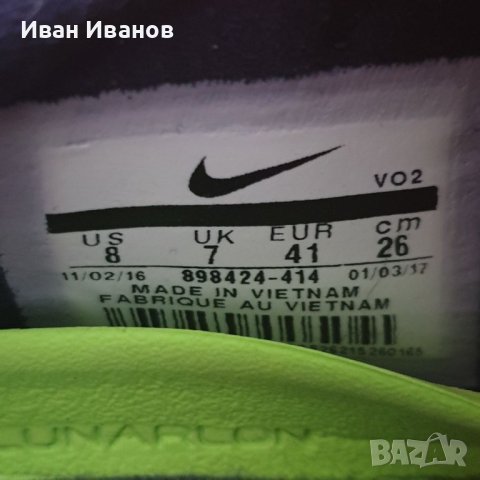 Иван Иванов
VO2
US UK EUR cm
8 7 41 26
11/02/16 898424-414 01/03/17
MADE IN VIETNAM
FABRIQUE AU VIETNAM
LUNARLON
BAZAR